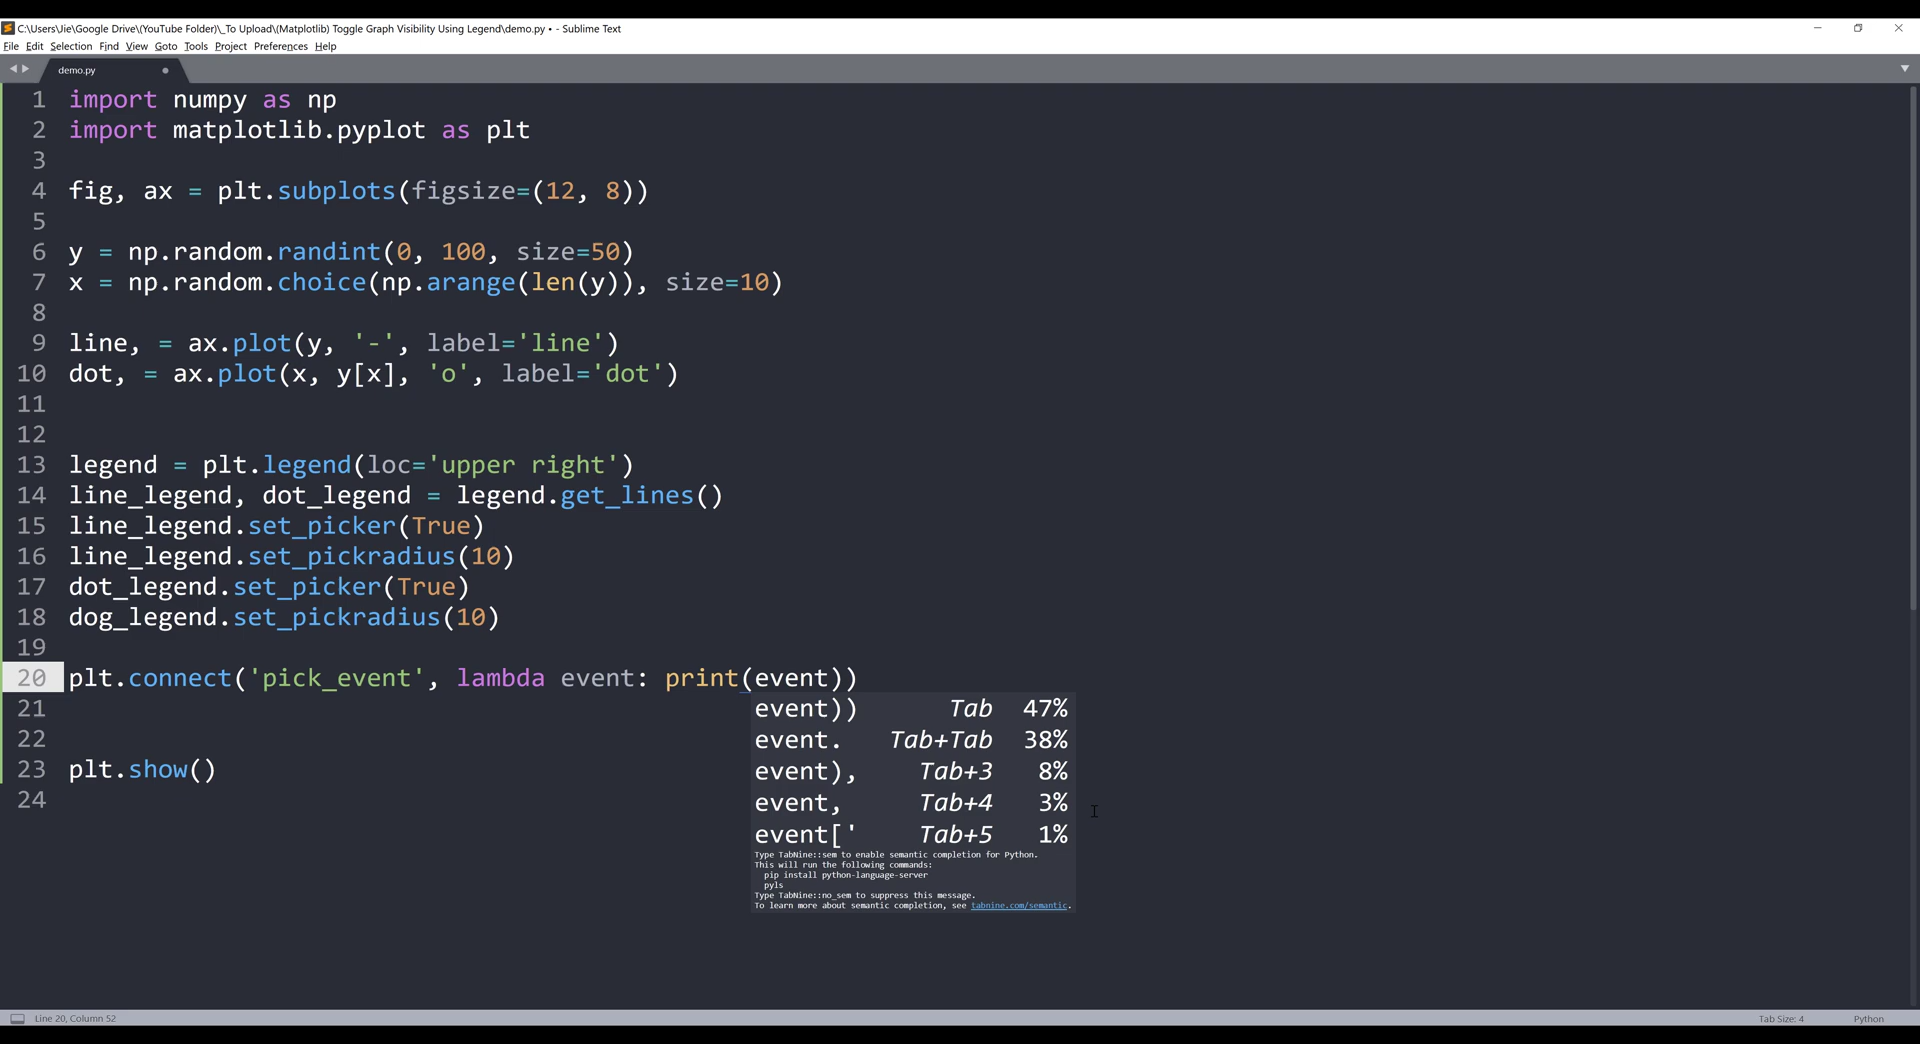 C:\Users\Jie\Google Drive\(YouTube Folder)\_To Upload\(Matplotlib) Toggle Graph Visibility Using Legend\demo.py • - Sublime Text
File Edit Selection Find View Goto Tools Project Preferences Help
demo.py
1 import numpy as np
2 import matplotlib.pyplot as plt
3
4 fig, ax = plt.subplots(figsize=(12, 8))
5
6 y = np.random.randint(0, 100, size=50)
7 x = np.random.choice(np.arange(len(y)), size=10)
8
9 line, = ax.plot(y, '-', label='line')
10 dot, = ax.plot(x, y[x], 'o', label='dot')
11
12
13 legend = plt.legend(loc='upper right')
14 line_legend, dot_legend = legend.get_lines()
15 line_legend.set_picker(True)
16 line_legend.set_pickradius(10)
17 dot_legend.set_picker(True)
18 dog_legend.set_pickradius(10)
19
20 plt.connect('pick_event', lambda event: print(event))
21
22
23 plt.show()
24
event)) Tab 47%
event. Tab+Tab 38%
event), Tab+3 8%
event, Tab+4 3%
event[' Tab+5 1%
Type TabNine::sem to enable semantic completion for Python.
This will run the following commands:
pip install python-language-server
pyls
Type TabNine::no_sem to suppress this message.
To learn more about semantic completion, see tabnine.com/semantic.
Line 20, Column 52
Tab Size: 4
Python